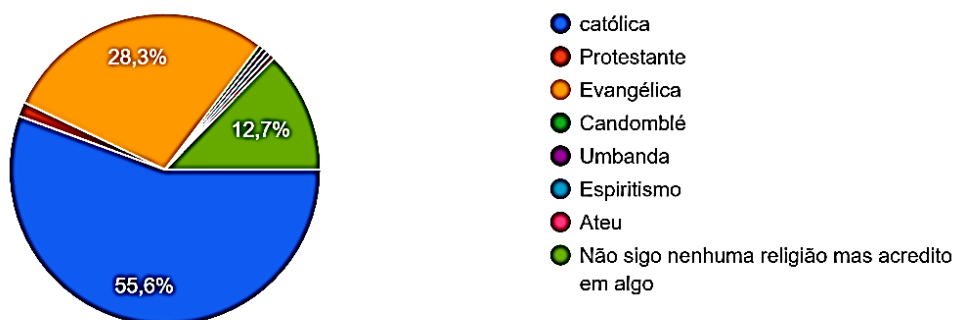 28,3%
12,7%
55,6%
católica
Protestante
Evangélica
Candomblé
Umbanda
Espiritismo
Ateu
Não sigo nenhuma religião mas acredito
em algo